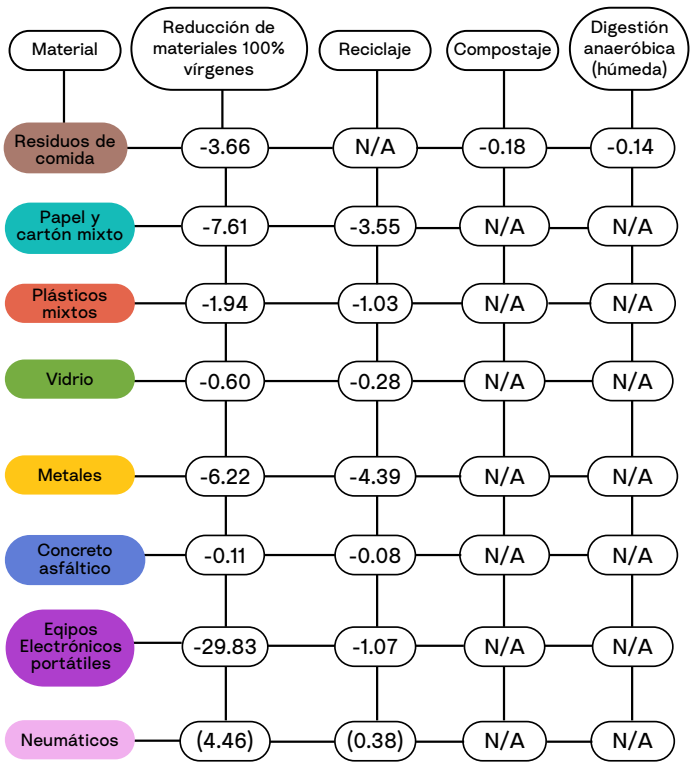 Material
Reducción de
materiales 100%
vírgenes
Reciclaje
Compostaje
Digestión
anaeróbica
(húmeda)
Residuos de
comida
-3.66
N/A
-0.18
-0.14
Papel y
cartón mixto
-7.61
-3.55
N/A
N/A
Plásticos
mixtos
-1.94
-1.03
N/A
N/A
Vidrio
-0.60
-0.28
N/A
N/A
Metales
-6.22
-4.39
N/A
N/A
Concreto
asfáltico
-0.11
-0.08
N/A
N/A
Eqipos
Electrónicos
portátiles
-29.83
-1.07
N/A
N/A
Neumáticos
(4.46)
(0.38)
N/A
N/A